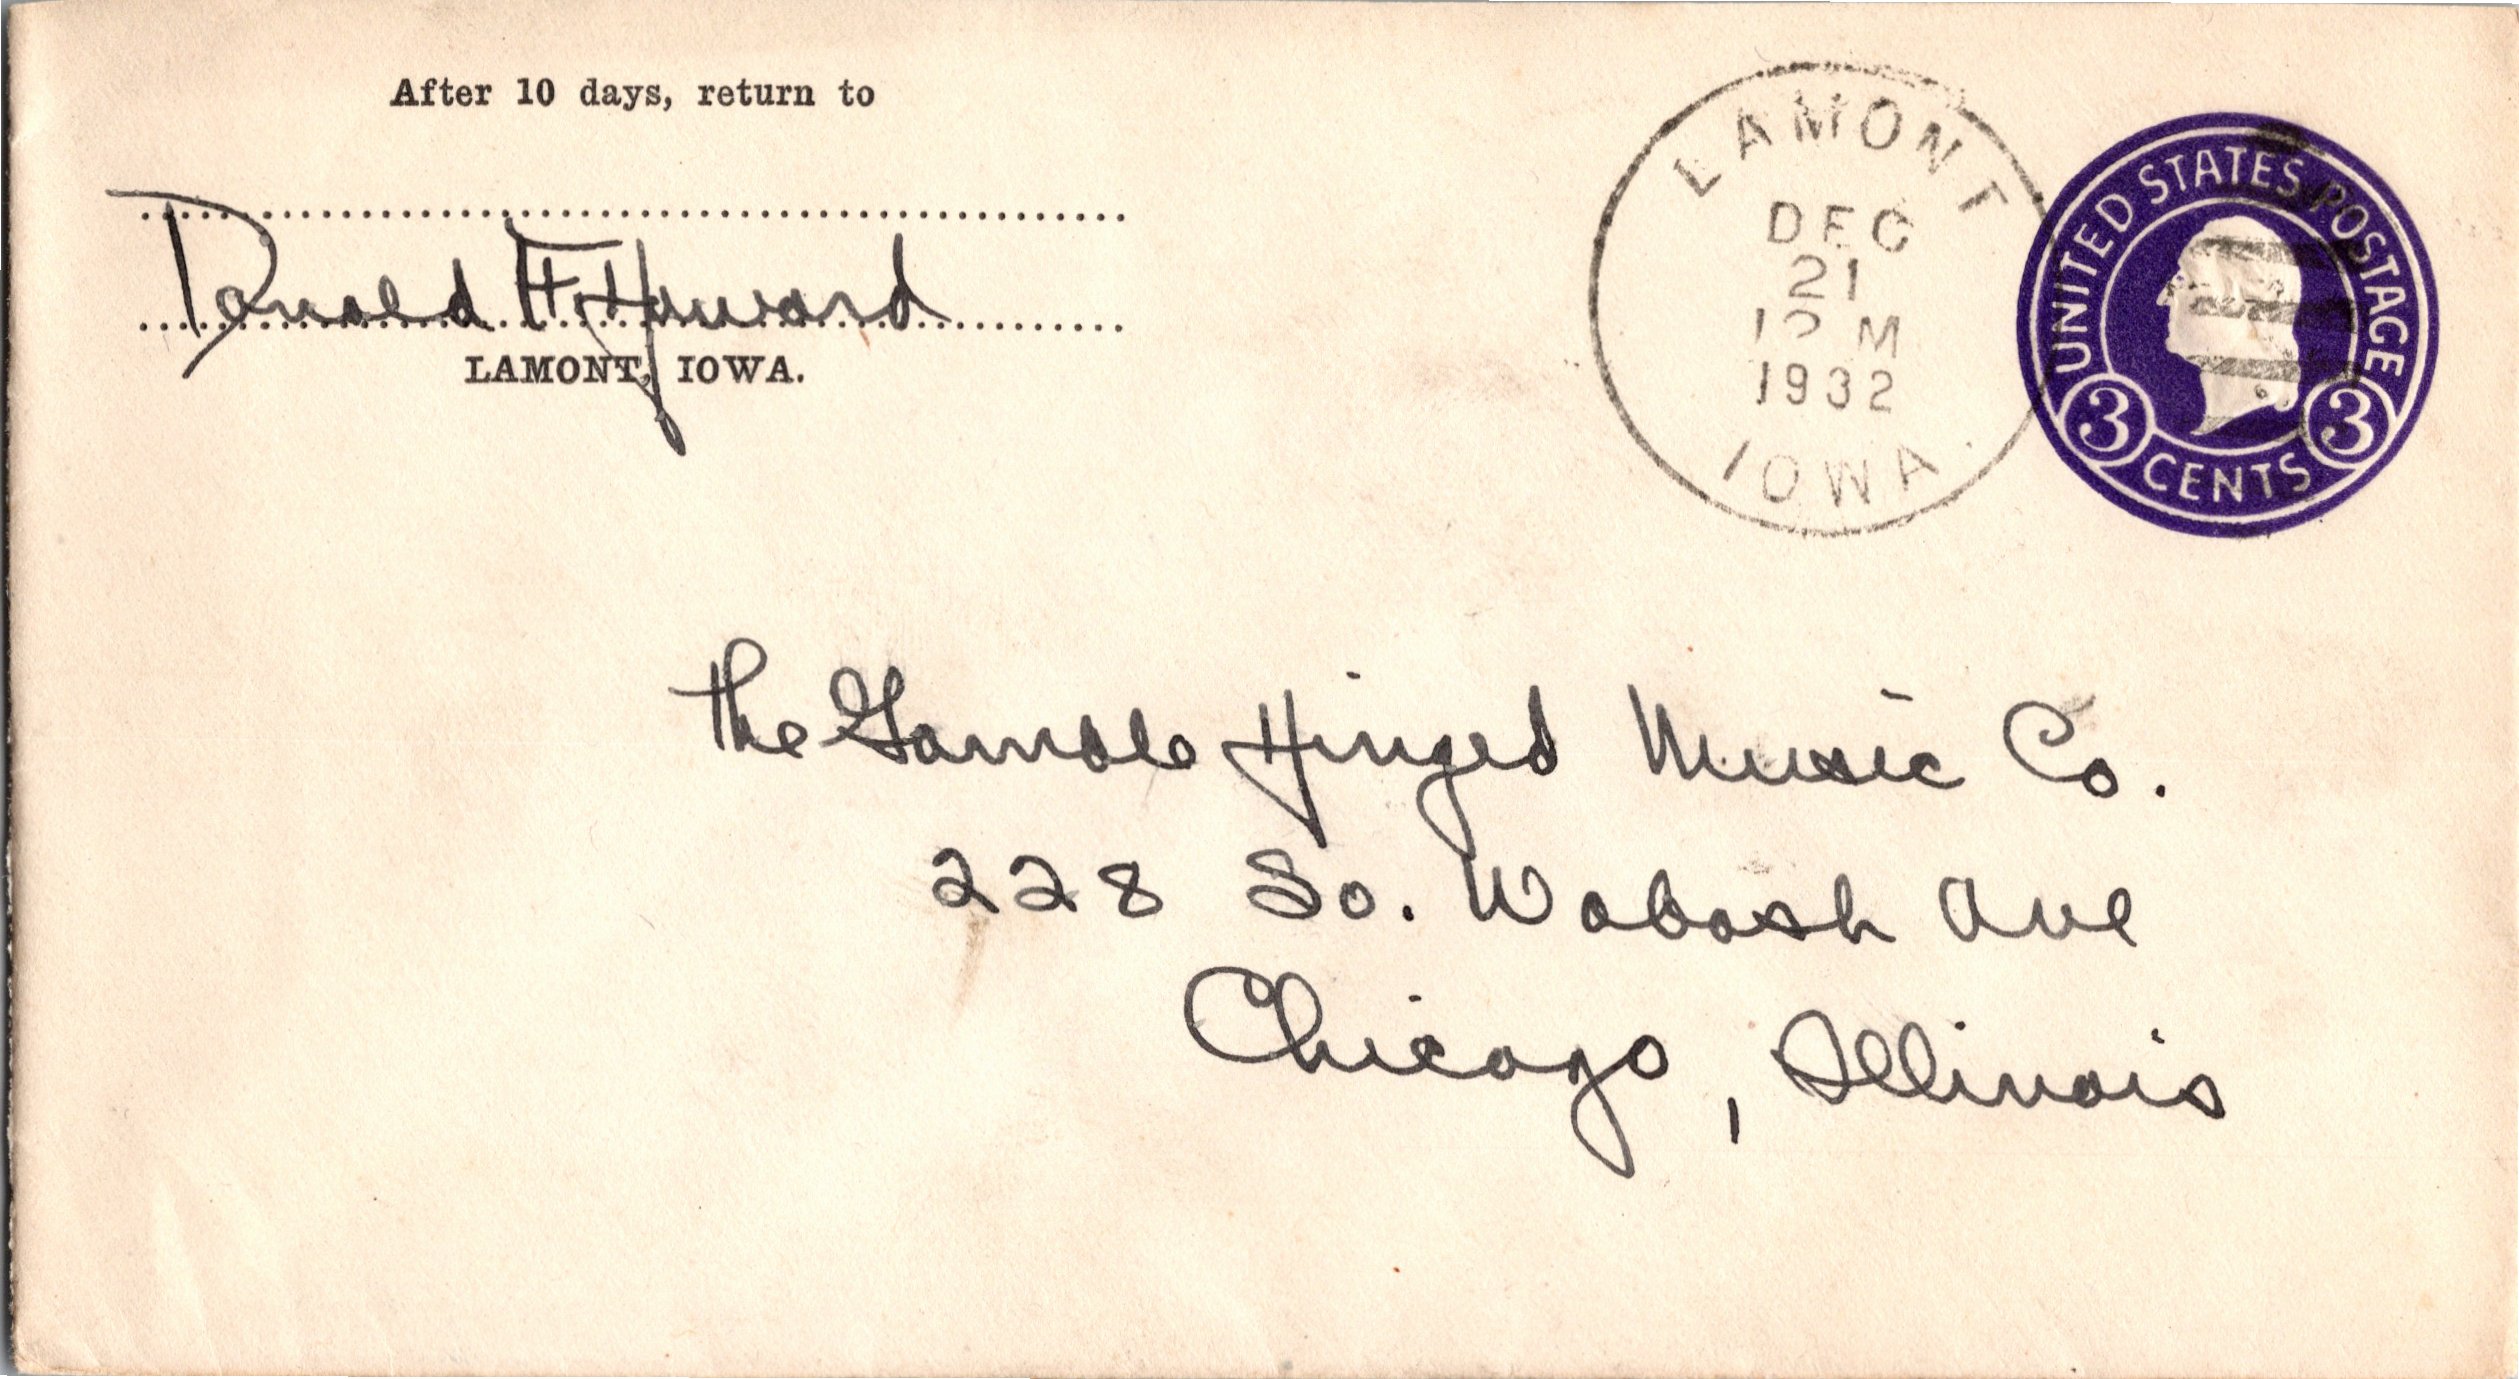 After 10 days, return to
Donald F. Howard
LAMONT, IOWA.
LAMONT
DEC
21
M
1932
IOWA.
UNITED STATES POSTAGE
3 CENTS 3
The Gamble Hinged Music Co.
228 So. Wabash Ave
Chicago, Illinois